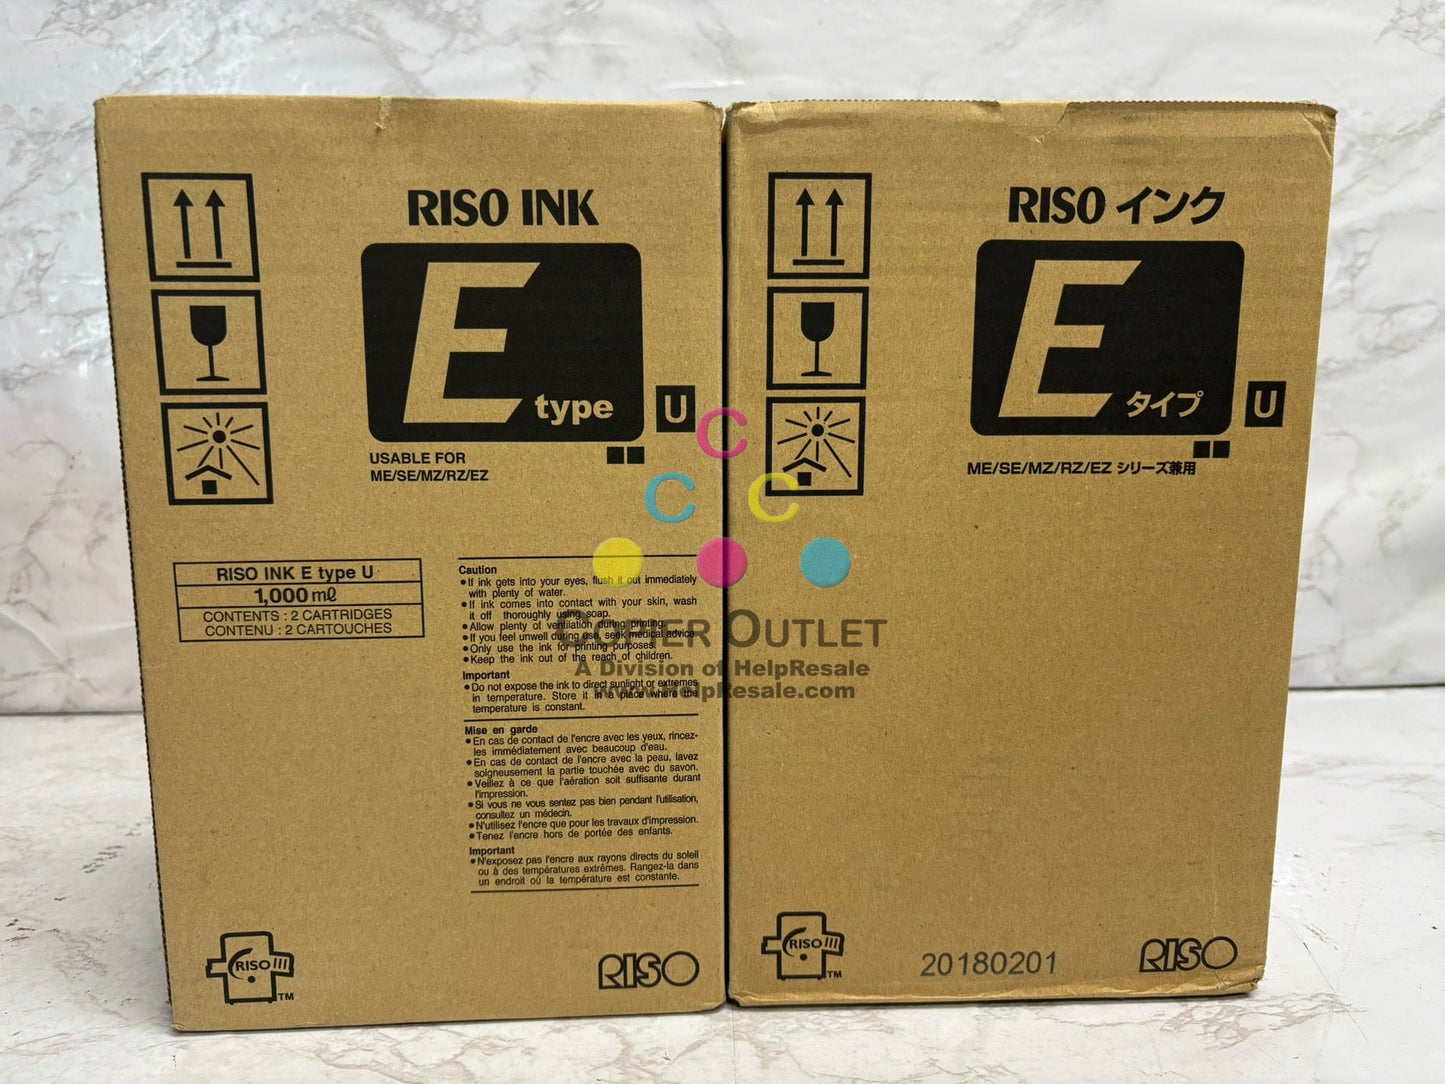 RISO INK
E type
U
USABLE FOR
ME/SE/MZ/RZ/EZ
RISO INK E type U
1,000 ml
CONTENTS : 2 CARTRIDGES
CONTENU : 2 CARTOUCHES
Caution
•If ink gets into your eyes, flush it out immediately
with plenty of water.
•If ink comes into contact with your skin, wash
it off thoroughly using soap.
•Allow plenty of ventilation during printing.
•If you feel unwell during use, seek medical advice.
•Only use the ink for printing purposes.
•Keep the ink out of the reach of children.
Important
•Do not expose the ink to direct sunlight or extremes
in temperature. Store it in a place where the
temperature is constant.
Mise en garde
•En cas de contact de l'encre avec les yeux, rincez-
les immédiatement avec beaucoup d'eau.
•En cas de contact de l'encre avec la peau, lavez
soigneusement la partie touchée avec du savon.
•Veillez à ce que l'aération soit suffisante durant
l'impression.
•Si vous ne vous sentez pas bien pendant l'utilisation,
consultez un médecin.
•N'utilisez l'encre que pour les travaux d'impression.
•Tenez l'encre hors de portée des enfants.
Important
•N'exposez pas l'encre aux rayons directs du soleil
ou à des températures extrêmes. Rangez-la dans
un endroit où la température est constante.
RISO
TM
RISO
RISO インク
E タイプ
U
ME/SE/MZ/RZ/EZ シリーズ兼用
RISO
TM
20180201
RISO
C
C C
COPIER OUTLET
A Division of HelpResale
www.HelpResale.com